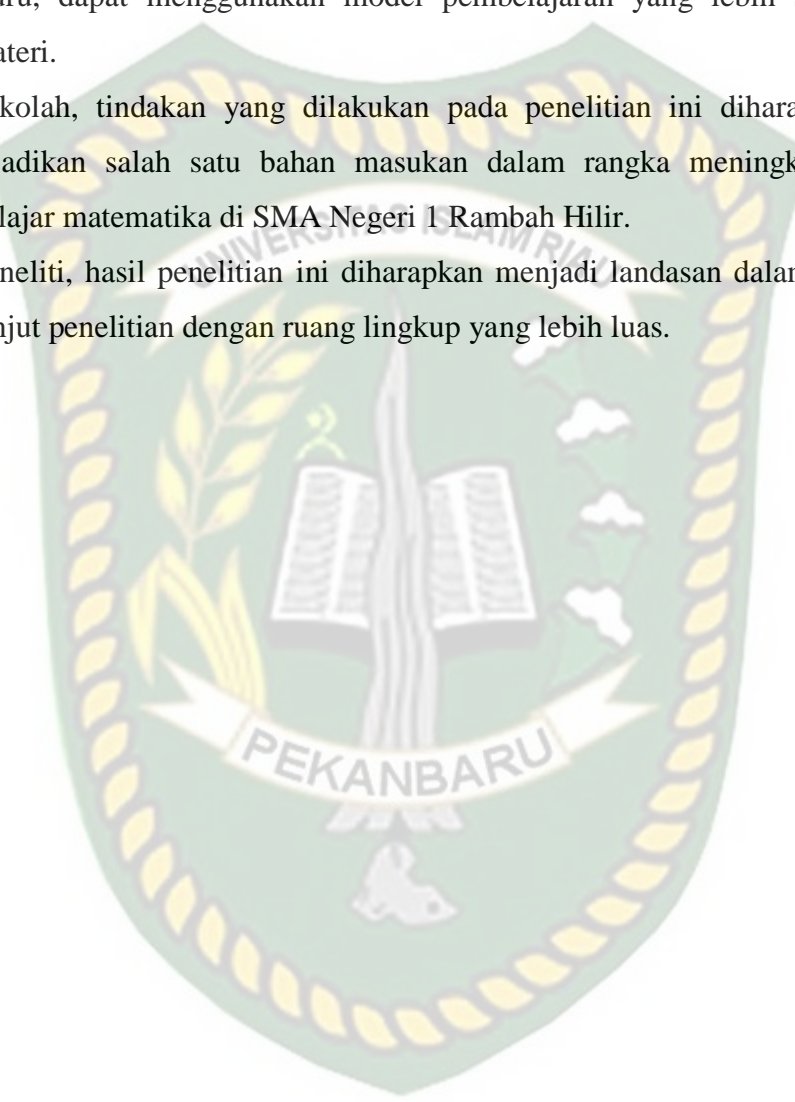 dapat menggunakan model pembelajaran yang lebih
ateri.
kolah, tindakan yang dilakukan pada penelitian ini dihara
adikan salah satu bahan masukan dalam rangka meningk
lajar matematika di SMA Negeri 1 Rambah Hilir.
UNIVERSITAS ISLAM RIAU
neliti, hasil penelitian ini diharapkan menjadi landasan dalam
njut penelitian dengan ruang lingkup yang lebih luas.
PEKANBARU